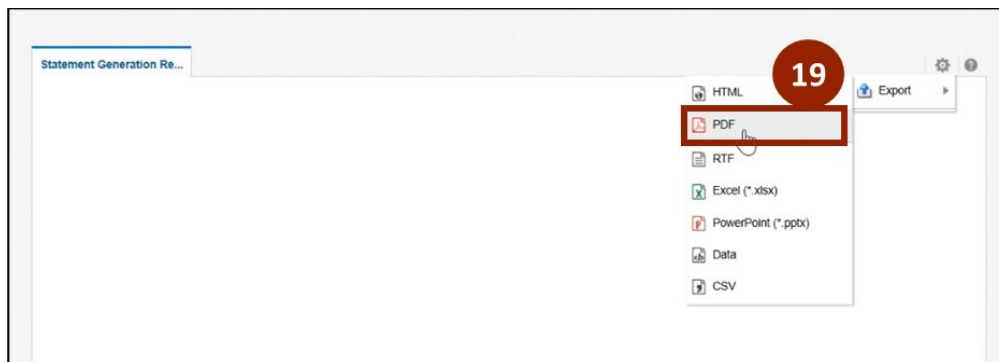 Statement Generation Re...
19
HTML
Export
PDF
RTF
Excel (*.xlsx)
PowerPoint (*.pptx)
Data
CSV